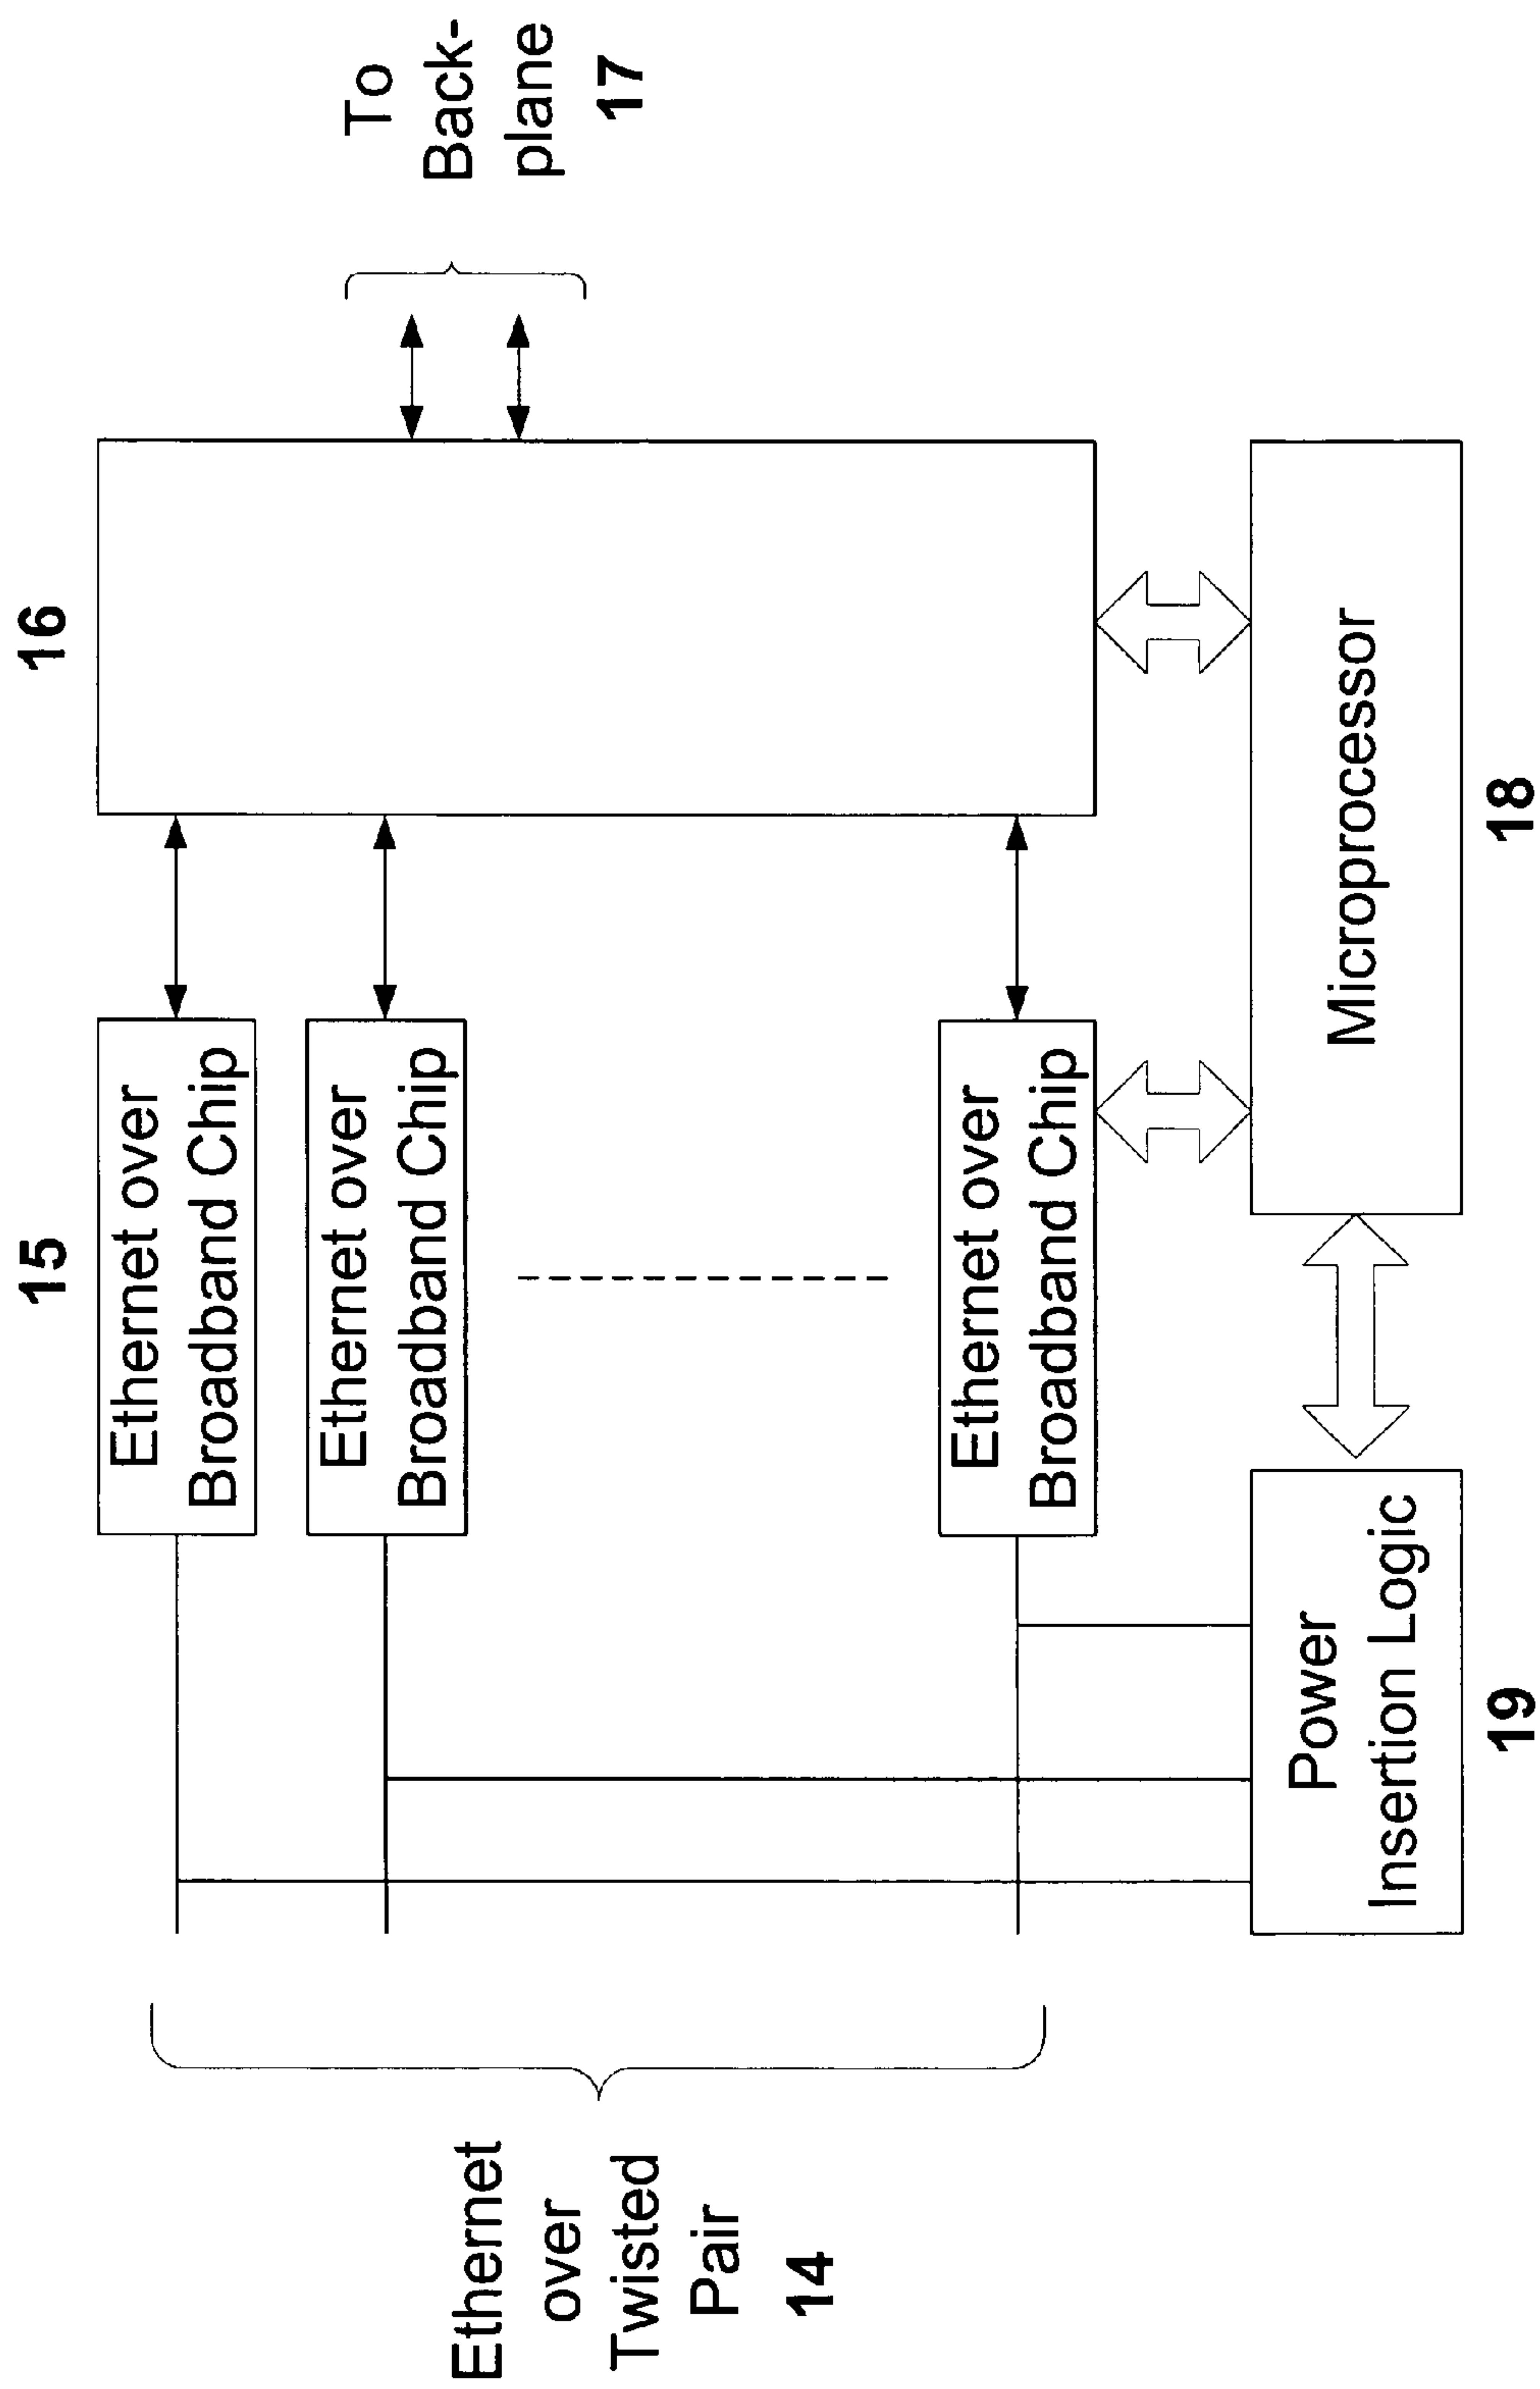 15
16
Ethernet over
Broadband Chip
Ethernet over
Broadband Chip
Ethernet over
Broadband Chip
Ethernet
over
Twisted
Pair
14
To
Back-
plane
17
Power
Insertion Logic
19
Microprocessor
18